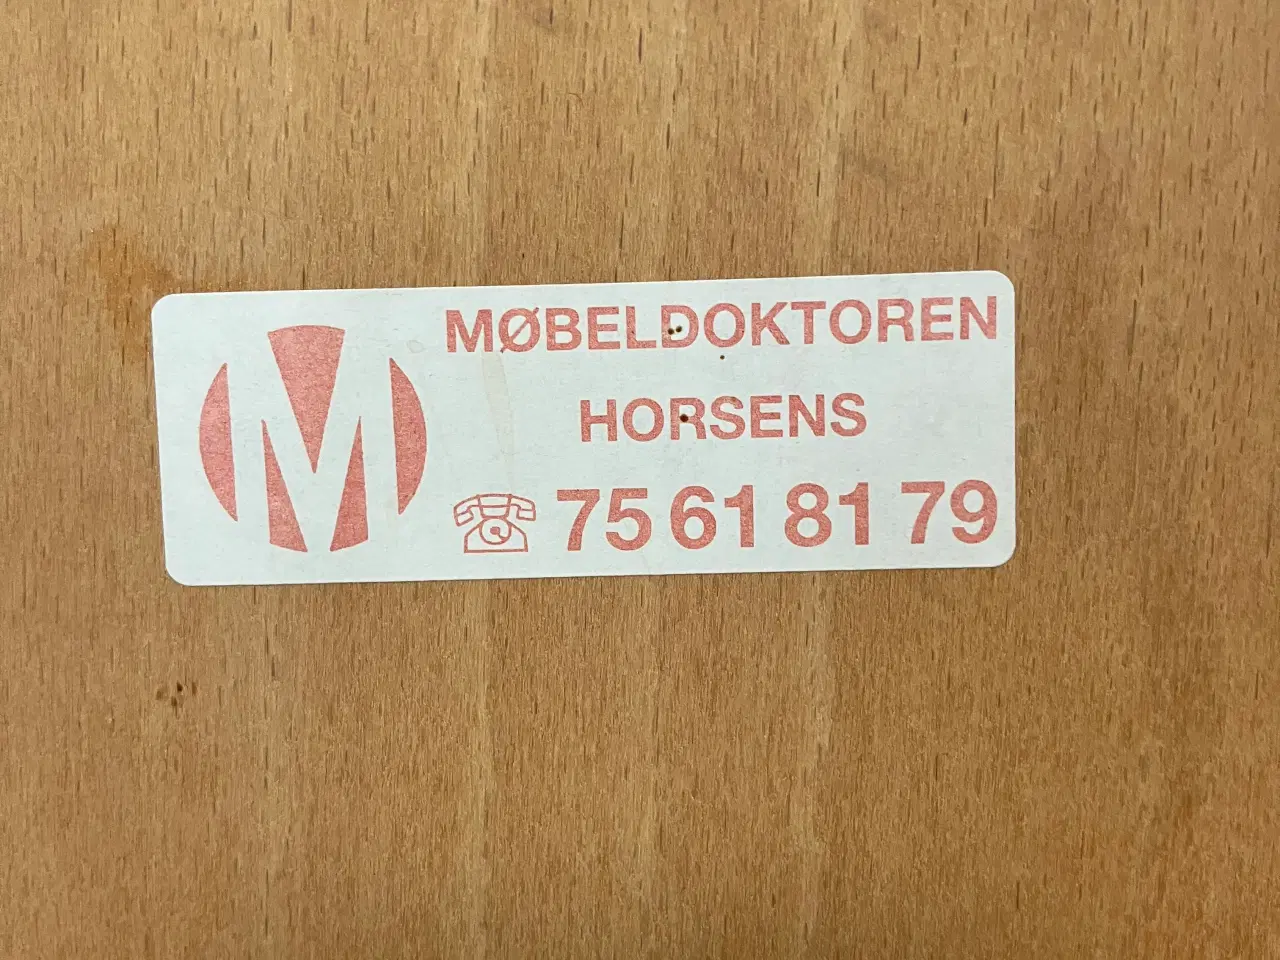 M
MØBELDOKTOREN
HORSENS
75 61 81 79